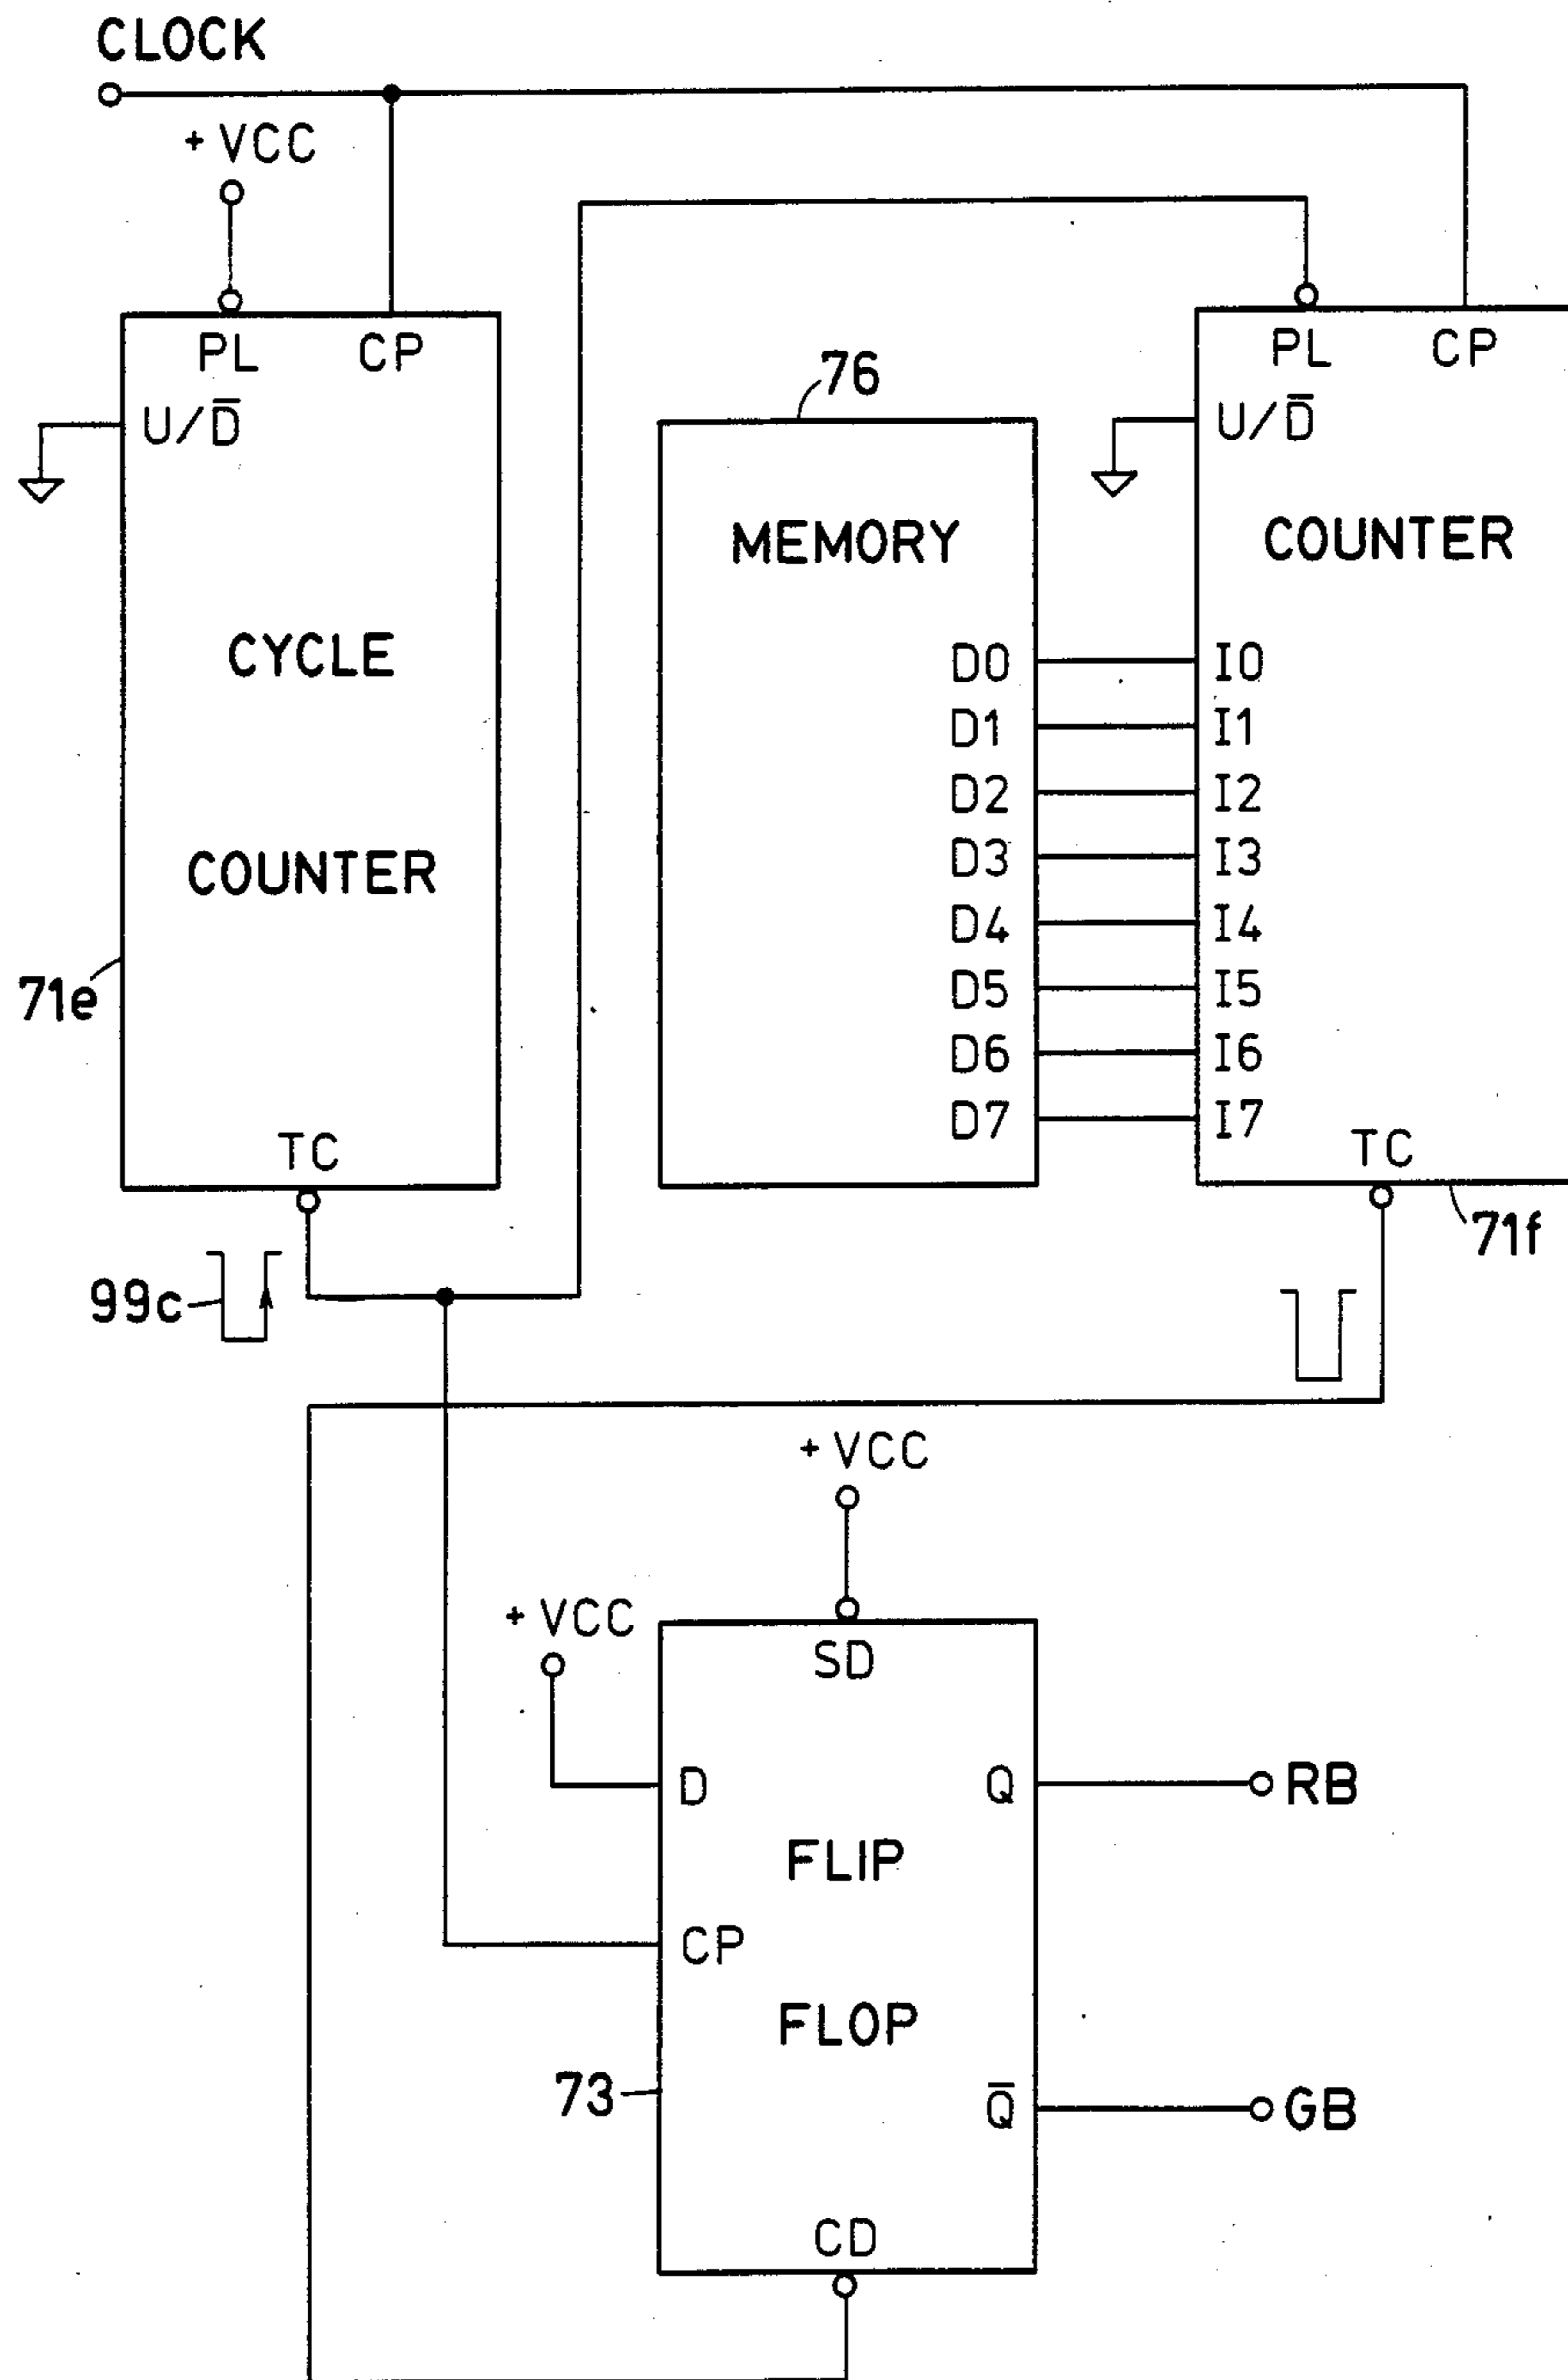 CLOCK
+VCC
PL CP
U/D̅
CYCLE
COUNTER
TC
71e
99c
76
MEMORY
D0
D1
D2
D3
D4
D5
D6
D7
PL CP
U/D̅
COUNTER
I0
I1
I2
I3
I4
I5
I6
I7
TC
71f
+VCC
+VCC
SD
D Q
RB
FLIP
CP
FLOP
73
Q̅
GB
CD